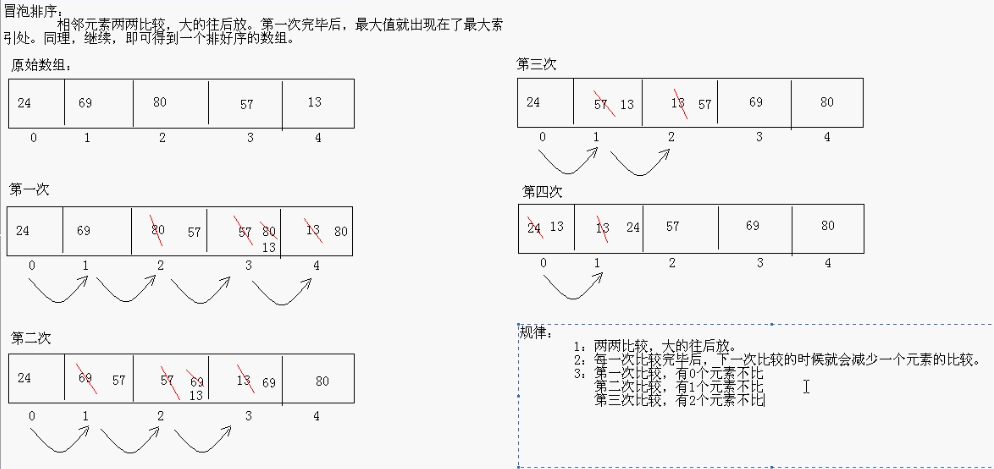 冒泡排序:
相邻元素两两比较，大的往后放。第一次完毕后，最大值就出现在了最大索
引处。同理，继续，即可得到一个排好序的数组。
原始数组:
24 69 80 57 13
0 1 2 3 4
第一次
24 69 80 57 57 80 13 80
13
0 1 2 3 4
第二次
24 69 57 57 69 13 69 80
13
0 1 2 3 4
第三次
24 57 13 13 57 69 80
0 1 2 3 4
第四次
24 13 13 24 57 69 80
0 1 2 3 4
规律:
1: 两两比较，大的往后放。
2: 每一次比较完毕后，下一次比较的时候就会减少一个元素的比较。
3: 第一次比较，有0个元素不比
第二次比较，有1个元素不比
第三次比较，有2个元素不比